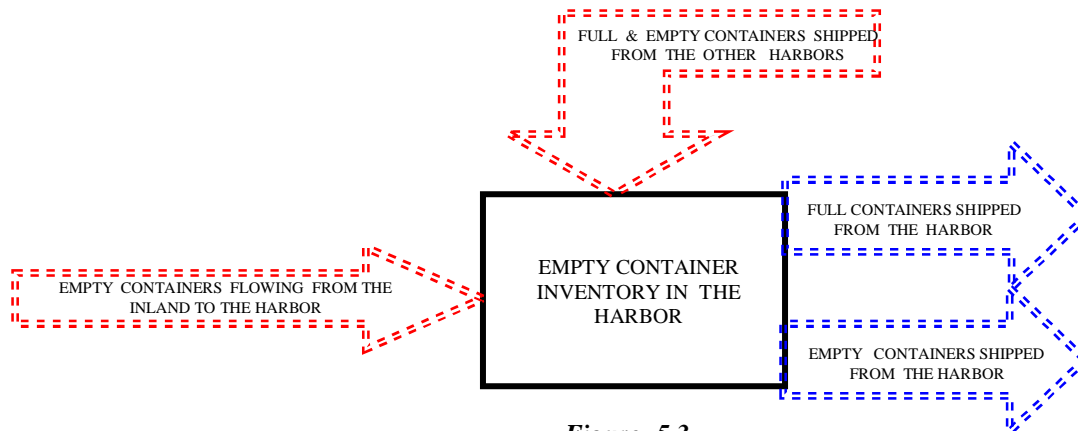 FULL & EMPTY CONTAINERS SHIPPED
FROM THE OTHER HARBORS
FULL CONTAINERS SHIPPED
FROM THE HARBOR
EMPTY CONTAINERS FLOWING FROM THE
INLAND TO THE HARBOR
EMPTY CONTAINER
INVENTORY IN THE
HARBOR
EMPTY CONTAINERS SHIPPED
FROM THE HARBOR